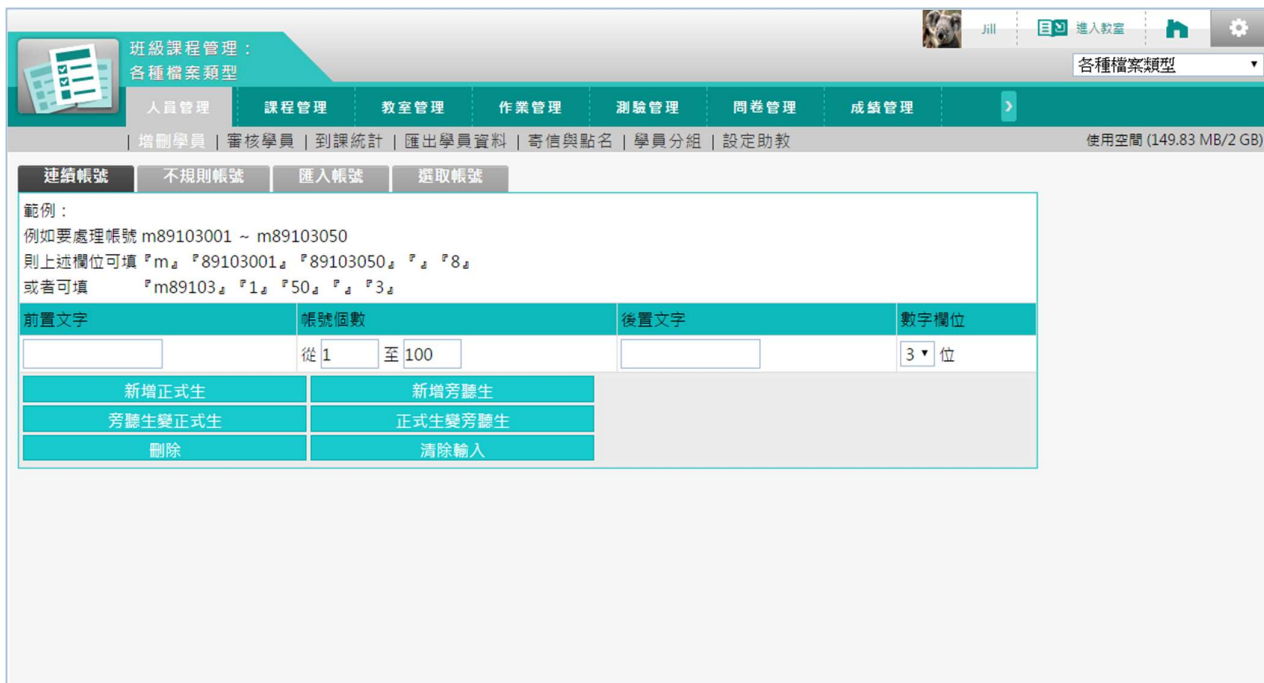 Jill 進入教室
班級課程管理：
各種檔案類型
各種檔案類型
人員管理 課程管理 教室管理 作業管理 測驗管理 問卷管理 成績管理
| 增刪學員 | 審核學員 | 到課統計 | 匯出學員資料 | 寄信與點名 | 學員分組 | 設定助教
使用空間 (149.83 MB/2 GB)
連續帳號 不規則帳號 匯入帳號 選取帳號
範例：
例如要處理帳號 m89103001 ~ m89103050
則上述欄位可填『m』『89103001』『89103050』『』『8』
或者可填 『m89103』『1』『50』『』『3』
前置文字 帳號個數 後置文字 數字欄位
從 1 至 100 3 位
新增正式生 新增旁聽生
旁聽生變正式生 正式生變旁聽生
刪除 清除輸入